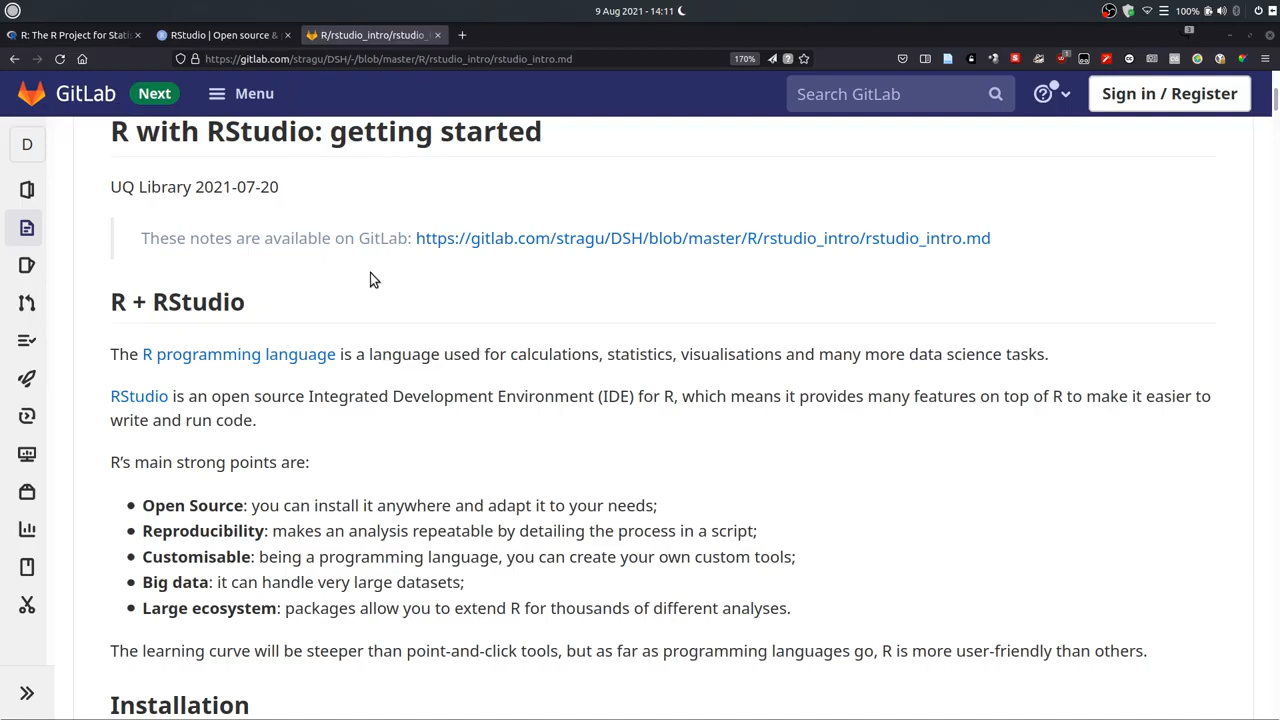 9 Aug 2021 - 14:11
100%
R: The R Project for Stati
RStudio | Open source &
R/rstudio_intro/rstudio_i
3
https://gitlab.com/stragu/DSH/-/blob/master/R/rstudio_intro/rstudio_intro.md
170%
GitLab
Next
Menu
Search GitLab
Sign in / Register
D
R with RStudio: getting started
UQ Library 2021-07-20
These notes are available on GitLab: https://gitlab.com/stragu/DSH/blob/master/R/rstudio_intro/rstudio_intro.md
R + RStudio
The R programming language is a language used for calculations, statistics, visualisations and many more data science tasks.
RStudio is an open source Integrated Development Environment (IDE) for R, which means it provides many features on top of R to make it easier to
write and run code.
R’s main strong points are:
Open Source: you can install it anywhere and adapt it to your needs;
Reproducibility: makes an analysis repeatable by detailing the process in a script;
Customisable: being a programming language, you can create your own custom tools;
Big data: it can handle very large datasets;
Large ecosystem: packages allow you to extend R for thousands of different analyses.
The learning curve will be steeper than point-and-click tools, but as far as programming languages go, R is more user-friendly than others.
Installation